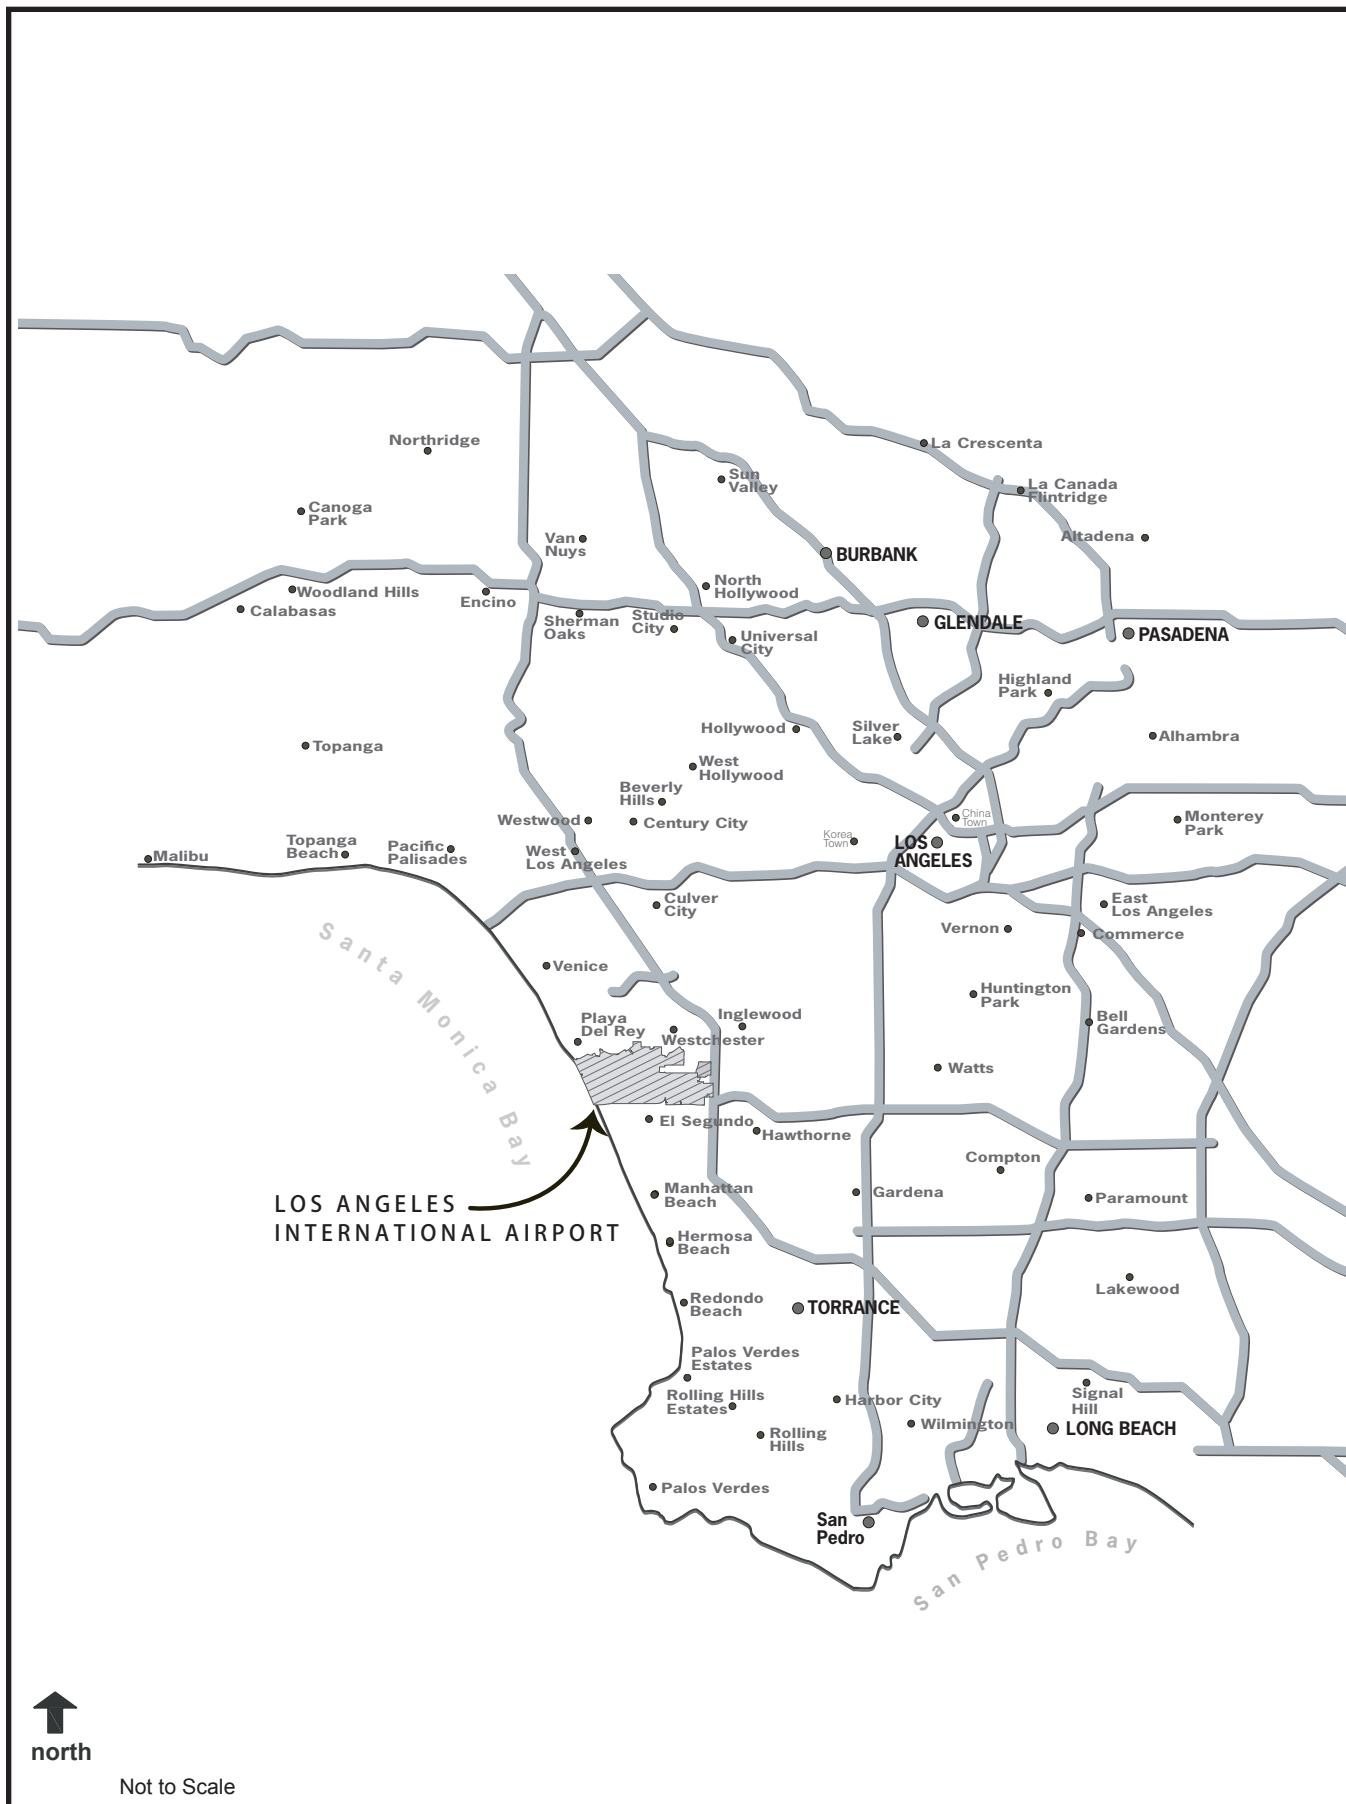 Northridge
La Crescenta
Sun
Valley
La Canada
Flintridge
Canoga
Park
Van
Nuys
Altadena
BURBANK
North
Hollywood
Woodland Hills
Encino
Calabasas
Sherman
Oaks
Studio
City
GLENDALE
Universal
City
PASADENA
Highland
Park
Hollywood
Silver
Lake
Topanga
Alhambra
West
Hollywood
Beverly
Hills
Westwood
Century City
China
Town
Monterey
Park
Korea
Town
LOS
ANGELES
Malibu
Topanga
Beach
Pacific
Palisades
West
Los Angeles
Culver
City
East
Los Angeles
Vernon
Commerce
Santa Monica Bay
Venice
Huntington
Park
Playa
Del Rey
Inglewood
Westchester
Bell
Gardens
Watts
El Segundo
Hawthorne
Compton
LOS ANGELES
INTERNATIONAL AIRPORT
Manhattan
Beach
Gardena
Paramount
Hermosa
Beach
Lakewood
Redondo
Beach
TORRANCE
Palos Verdes
Estates
Rolling Hills
Estates
Harbor City
Signal
Hill
Wilmington
LONG BEACH
Rolling
Hills
Palos Verdes
San
Pedro
San Pedro Bay
north
Not to Scale